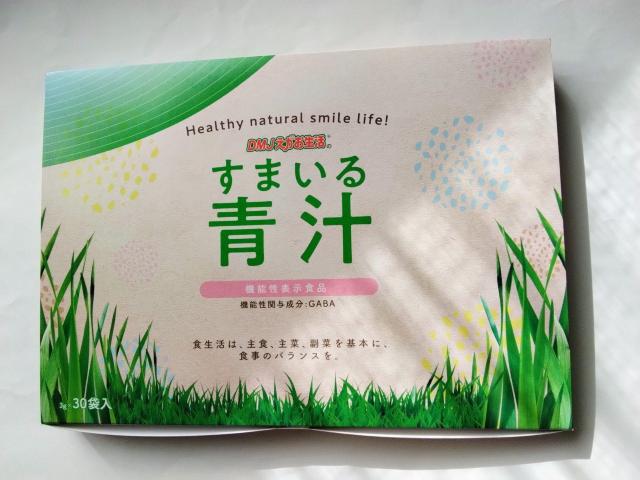 Healthy natural smile life!
DMJえがお生活®
すまいる
青汁
機能性表示食品
機能性関与成分:GABA
食生活は、主食、主菜、副菜を基本に、
食事のバランスを。
3g×30袋入